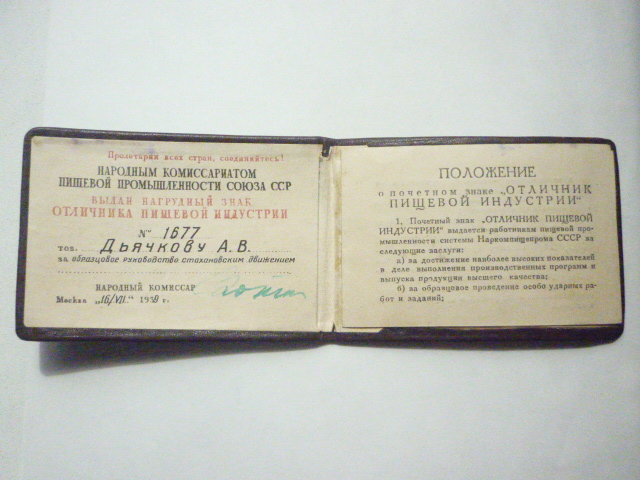 Пролетарии всех стран, соединяйтесь!
НАРОДНЫМ КОМИССАРИАТОМ
ПИЩЕВОЙ ПРОМЫШЛЕННОСТИ СОЮЗА ССР
ВЫДАН НАГРУДНЫЙ ЗНАК
ОТЛИЧНИКА ПИЩЕВОЙ ИНДУСТРИИ
№ 1677
тов. Дьячкову А.В.
за образцовое руководство стахановским движением
НАРОДНЫЙ КОМИССАР
Москва „16/VII.“ 1939 г.
ПОЛОЖЕНИЕ
о почетном знаке „ОТЛИЧНИК
ПИЩЕВОЙ ИНДУСТРИИ“
1. Почетный знак „ОТЛИЧНИК ПИЩЕВОЙ
ИНДУСТРИИ“ выдается работникам пищевой про-
мышленности системы Наркомпищепрома СССР за
следующие заслуги:
а) за достижение наиболее высоких показателей
в деле выполнения производственных программ и
выпуска продукции высшего качества;
б) за образцовое проведение особо ударных ра-
бот и заданий;